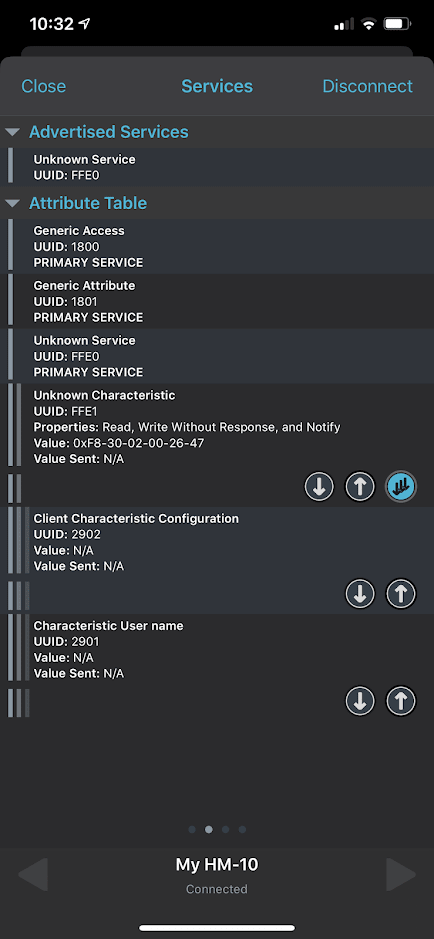 10:32
Close Services Disconnect
Advertised Services
Unknown Service
UUID: FFE0
Attribute Table
Generic Access
UUID: 1800
PRIMARY SERVICE
Generic Attribute
UUID: 1801
PRIMARY SERVICE
Unknown Service
UUID: FFE0
PRIMARY SERVICE
Unknown Characteristic
UUID: FFE1
Properties: Read, Write Without Response, and Notify
Value: 0xF8-30-02-00-26-47
Value Sent: N/A
Client Characteristic Configuration
UUID: 2902
Value: N/A
Value Sent: N/A
Characteristic User name
UUID: 2901
Value: N/A
Value Sent: N/A
My HM-10
Connected